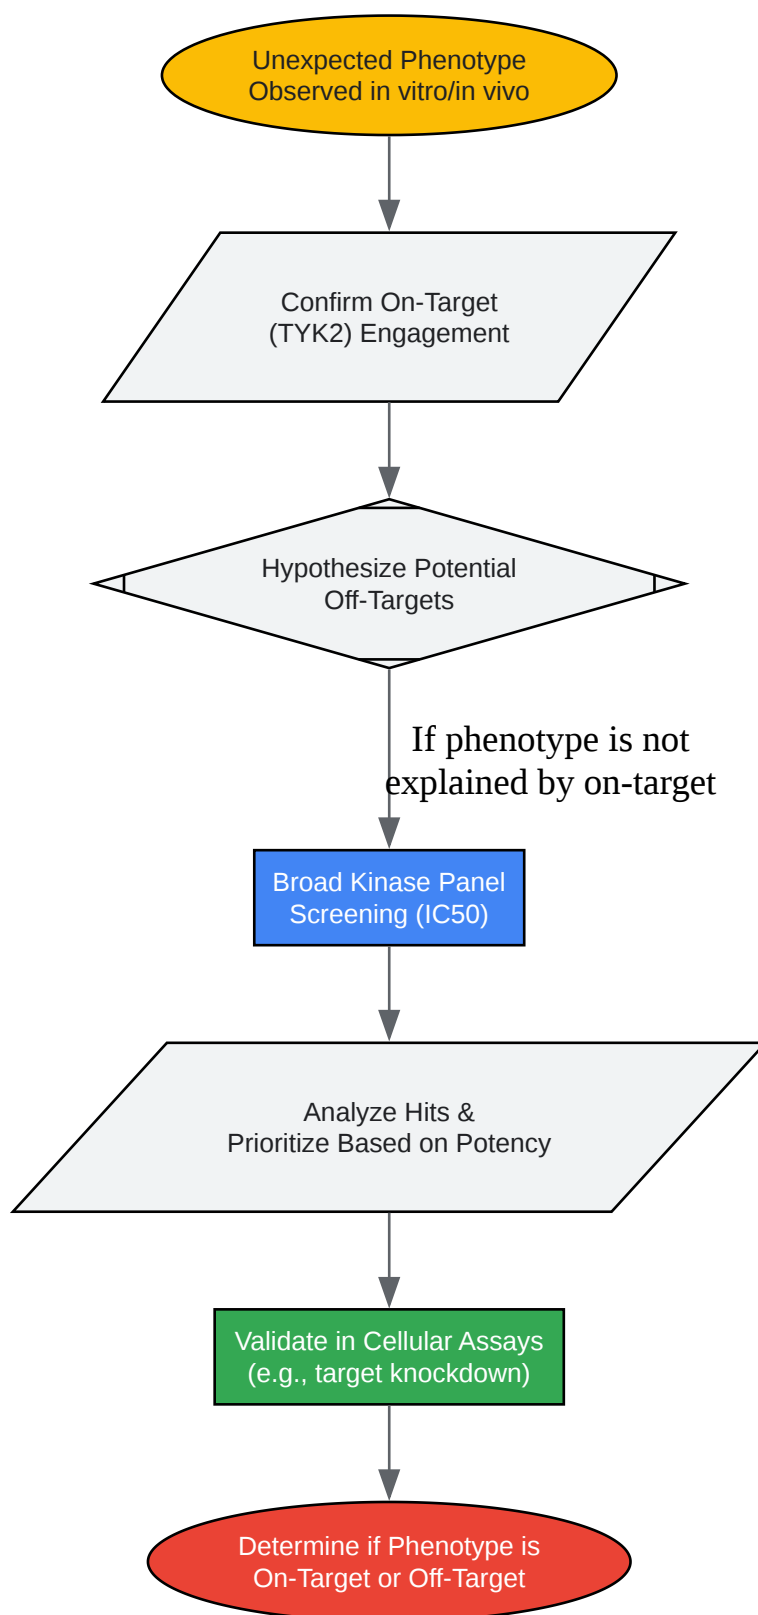 Unexpected Phenotype
Observed in vitro/in vivo
Confirm On-Target
(TYK2) Engagement
Hypothesize Potential
Off-Targets
If phenotype is not
explained by on-target
Broad Kinase Panel
Screening (IC50)
Analyze Hits &
Prioritize Based on Potency
Validate in Cellular Assays
(e.g., target knockdown)
Determine if Phenotype is
On-Target or Off-Target